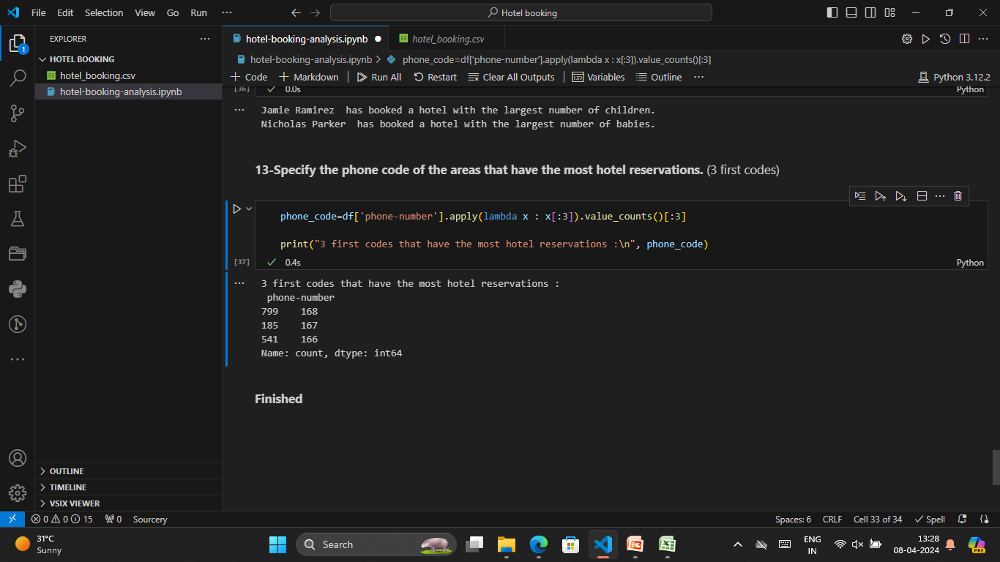 File Edit Selection View Go Run ··· Hotel booking
EXPLORER ···
HOTEL BOOKING
hotel_booking.csv
hotel-booking-analysis.ipynb
OUTLINE
TIMELINE
VSIX VIEWER
hotel-booking-analysis.ipynb hotel_booking.csv
hotel-booking-analysis.ipynb > phone_code=df['phone-number'].apply(lambda x : x[:3]).value_counts()[:3]
+ Code + Markdown Run All Restart Clear All Outputs Variables Outline ··· Python 3.12.2
[36] 0.0s Python
Jamie Ramirez  has booked a hotel with the largest number of children.
Nicholas Parker  has booked a hotel with the largest number of babies.
13-Specify the phone code of the areas that have the most hotel reservations. (3 first codes)
phone_code=df['phone-number'].apply(lambda x : x[:3]).value_counts()[:3]
print("3 first codes that have the most hotel reservations :\n", phone_code)
[37] 0.4s Python
3 first codes that have the most hotel reservations :
phone-number
799    168
185    167
541    166
Name: count, dtype: int64
Finished
0 0 15 0 Sourcery Spaces: 6 CRLF Cell 33 of 34 Spell
31°C
Sunny
Search
ENG
IN
13:28
08-04-2024
PRE
1